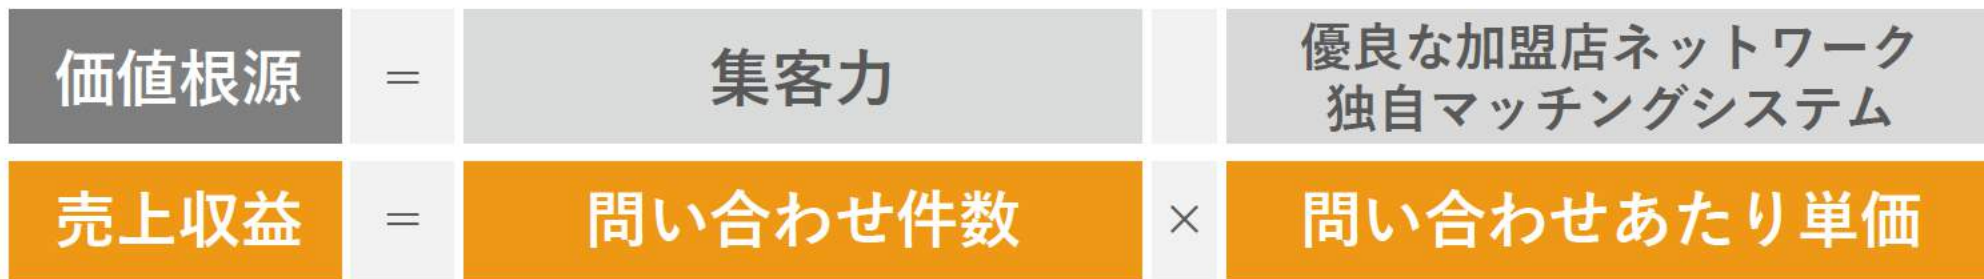 価値根源 = 集客力 優良な加盟店ネットワーク
独自マッチングシステム
売上収益 = 問い合わせ件数 × 問い合わせあたり単価